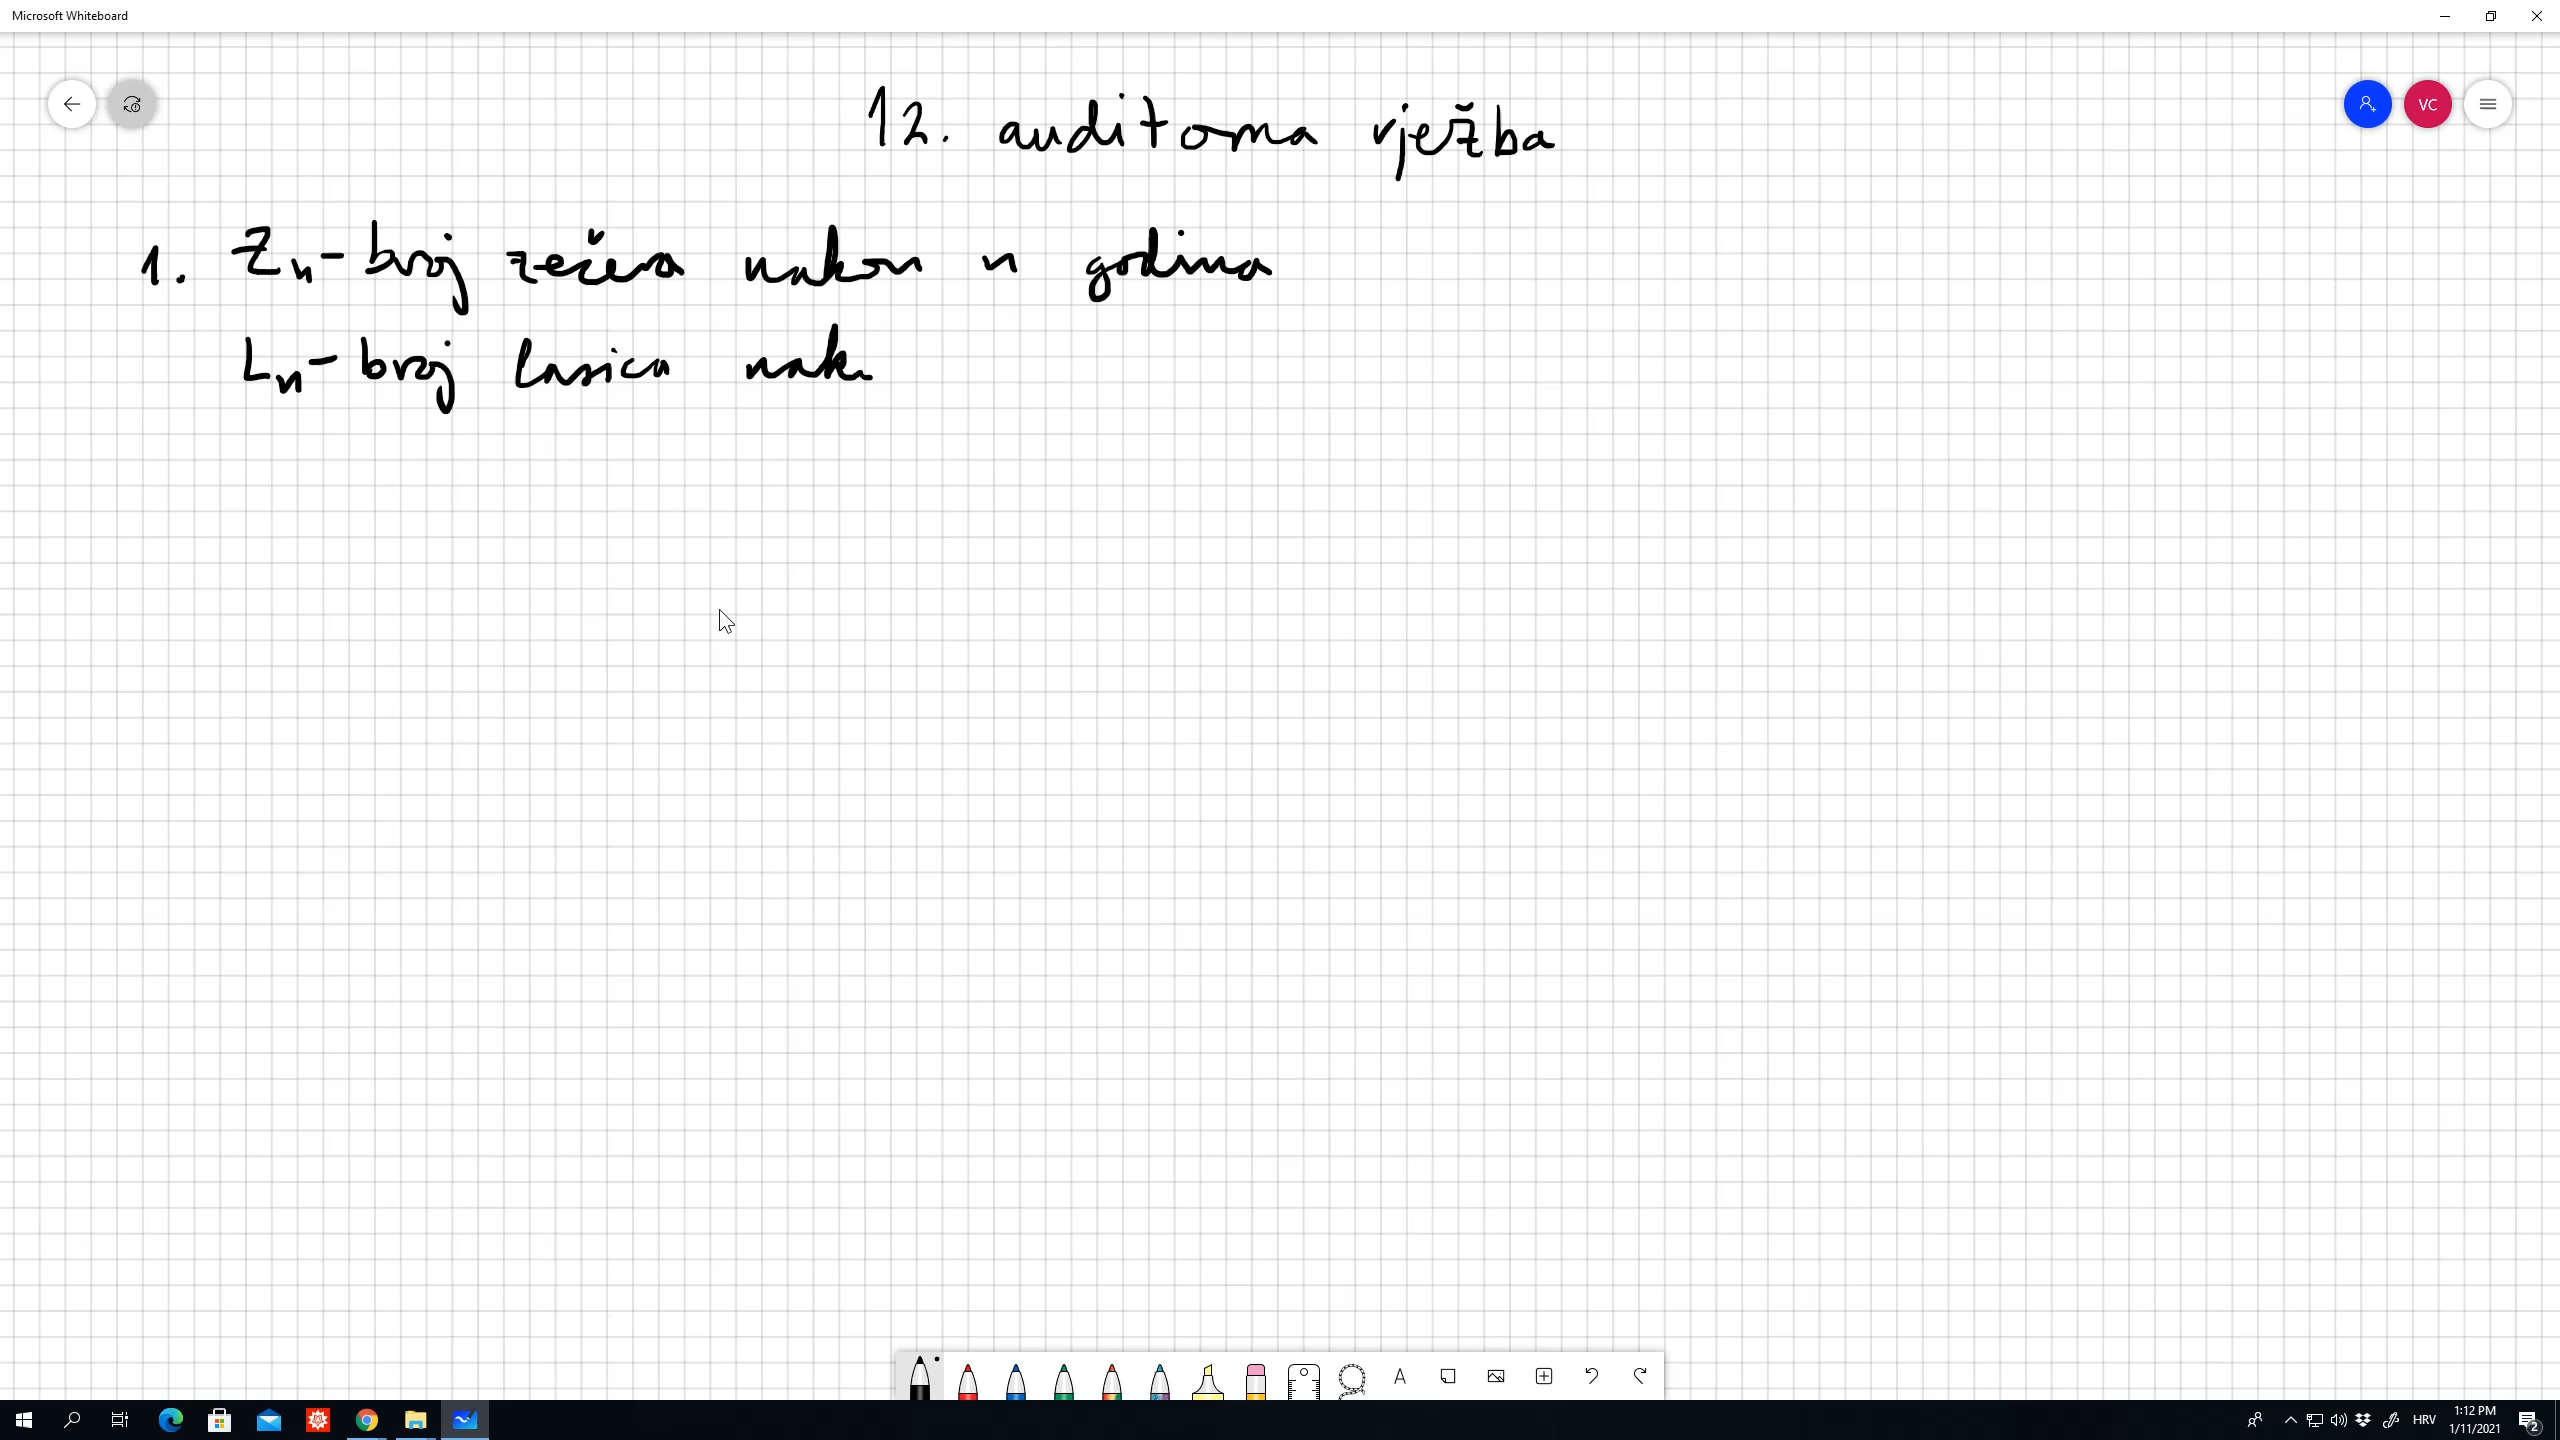 Microsoft Whiteboard
VC
12. auditorna vježba
1. Zn - broj zečeva nakon n godina
Ln - broj lasica nak
A
HRV
1:12 PM
1/11/2021
2